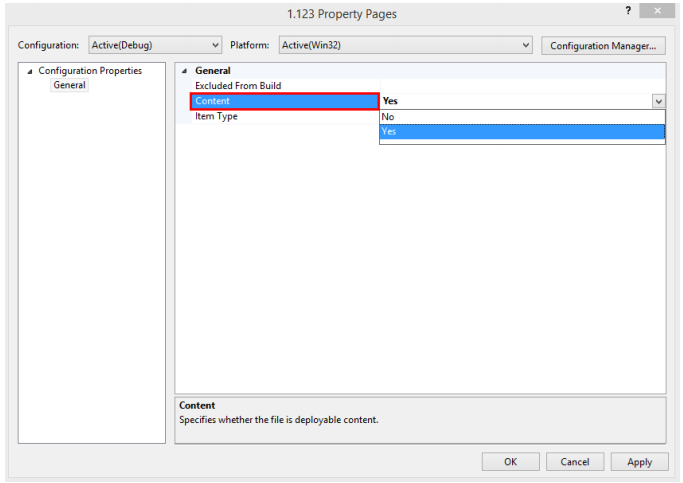 1.123 Property Pages
?
Configuration: Active(Debug) Platform: Active(Win32) Configuration Manager...
Configuration Properties
General
General
Excluded From Build
Content Yes
Item Type
No
Yes
Content
Specifies whether the file is deployable content.
OK Cancel Apply